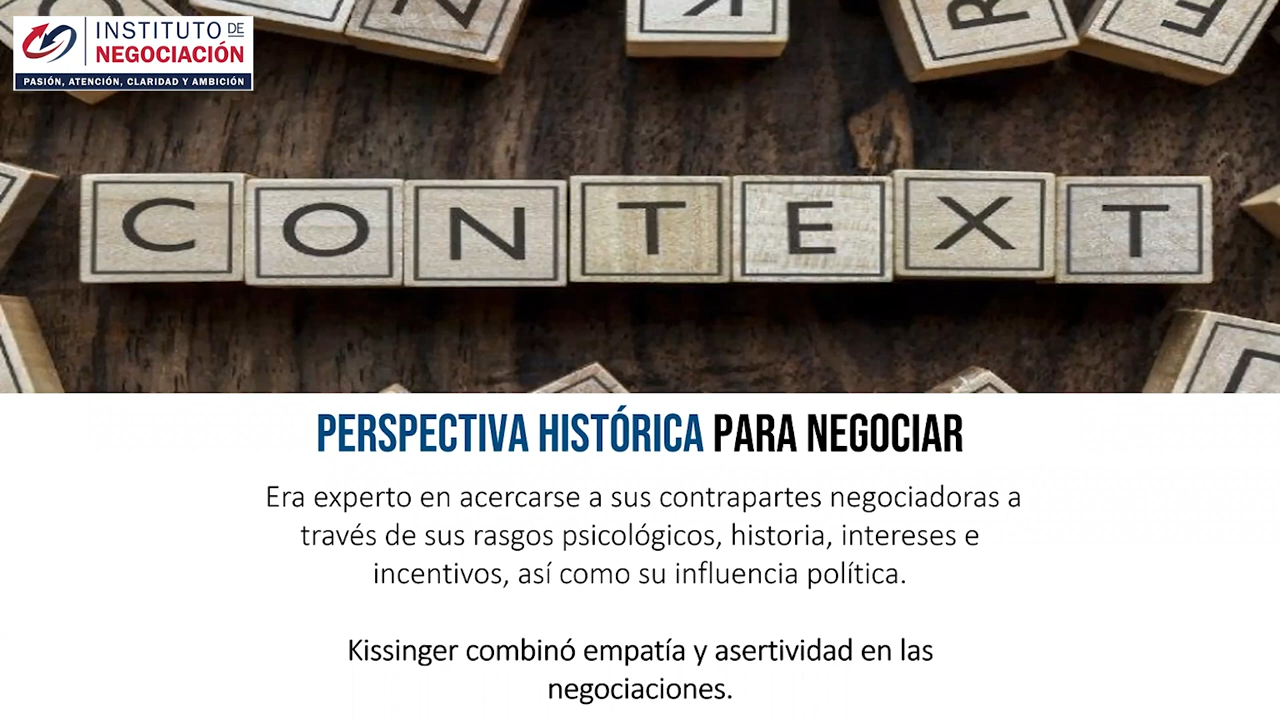 INSTITUTO DE
NEGOCIACIÓN
PASIÓN, ATENCIÓN, CLARIDAD Y AMBICIÓN
N K R F
CONTEXT
PERSPECTIVA HISTÓRICA PARA NEGOCIAR
Era experto en acercarse a sus contrapartes negociadoras a
través de sus rasgos psicológicos, historia, intereses e
incentivos, así como su influencia política.
Kissinger combinó empatía y asertividad en las
negociaciones.